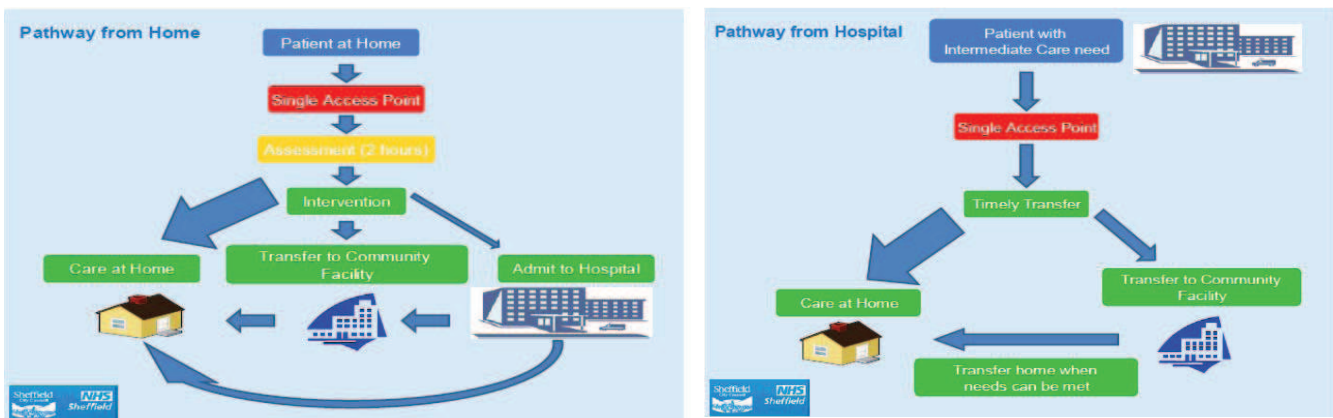 Pathway from Home
Patient at Home
Single Access Point
Assessment (2 hours)
Intervention
Care at Home
Transfer to Community
Facility
Admit to Hospital
Sheffield
City Council
NHS
Sheffield
Pathway from Hospital
Patient with
Intermediate Care need
Single Access Point
Timely Transfer
Care at Home
Transfer to Community
Facility
Transfer home when
needs can be met
Sheffield
City Council
NHS
Sheffield